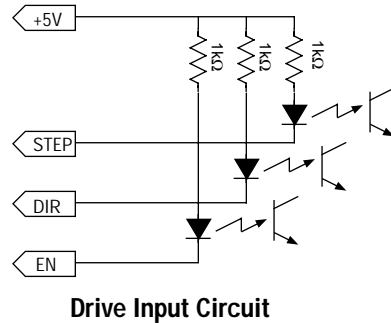 +5V
1kΩ 1kΩ 1kΩ
STEP
DIR
EN
Drive Input Circuit